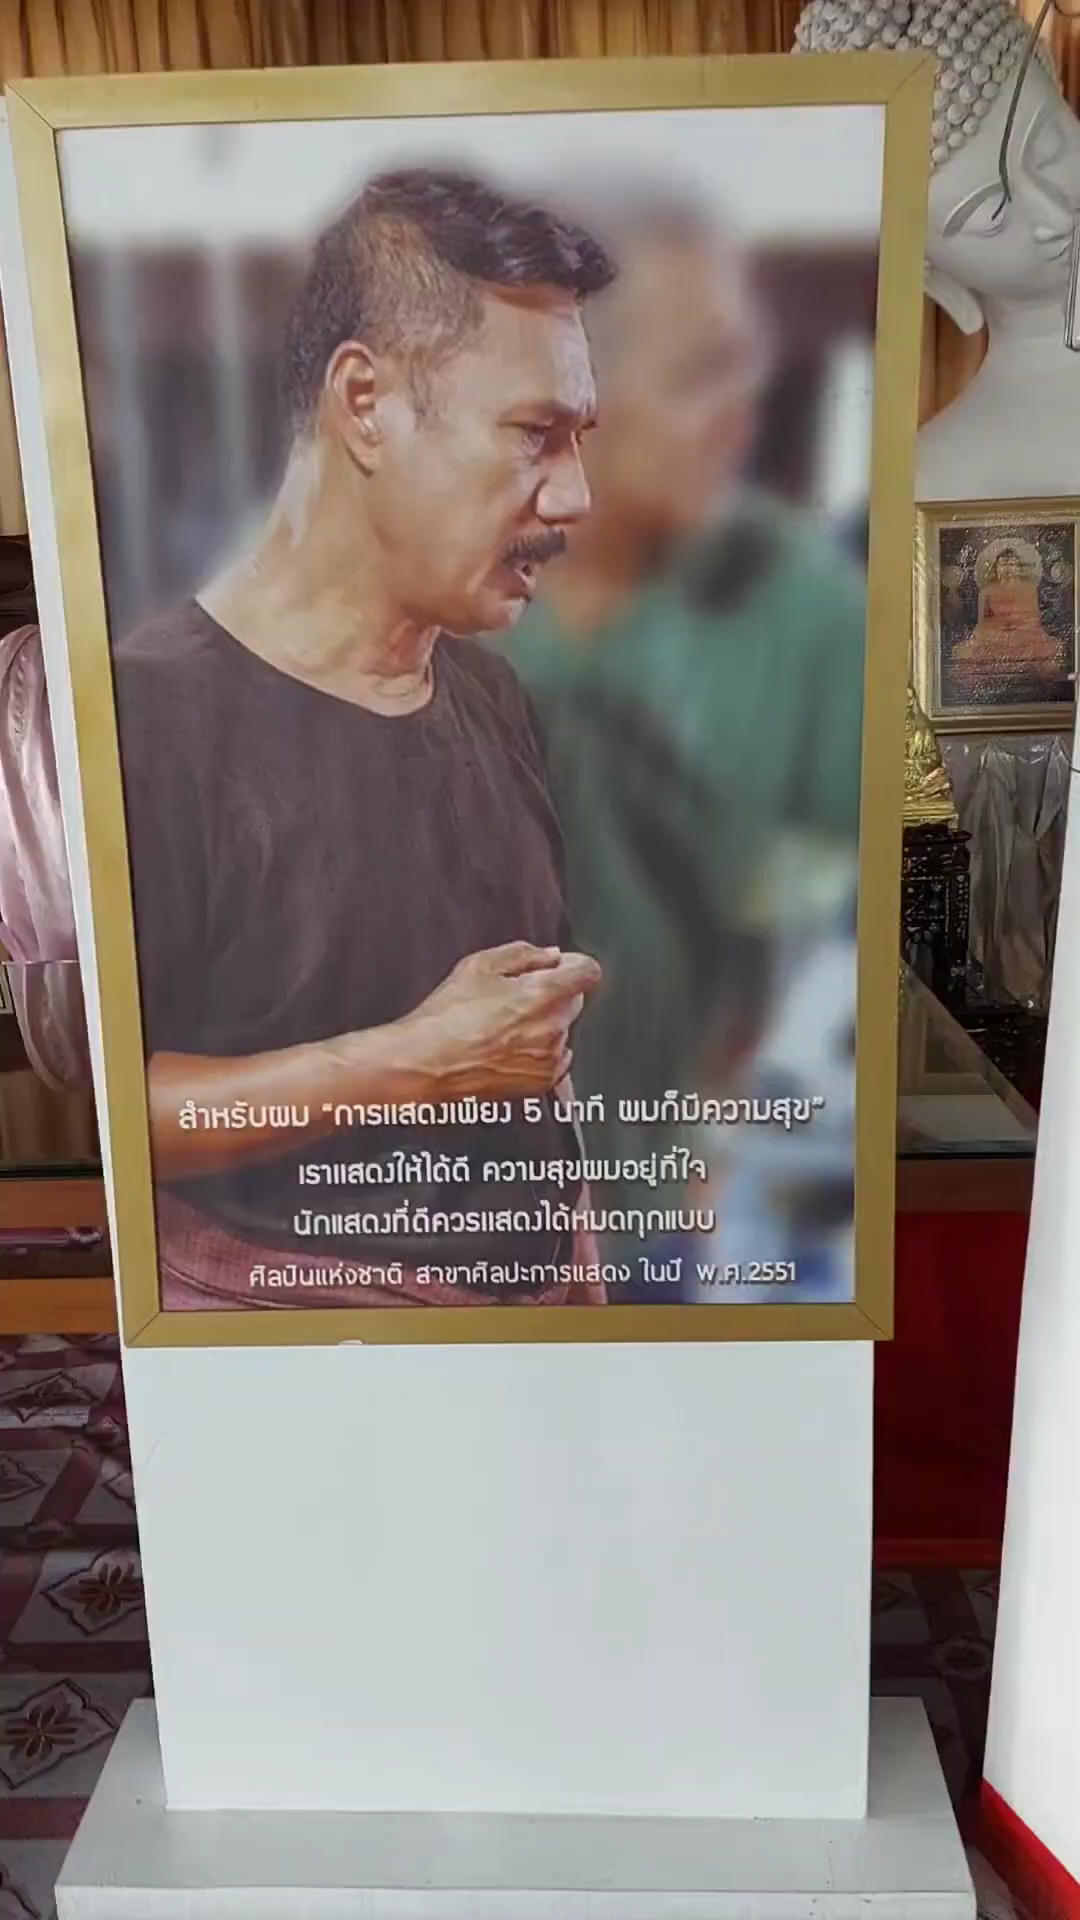 สำหรับผม “การแสดงเพียง 5 นาที ผมก็มีความสุข”
เราแสดงให้ได้ดี ความสุขผมอยู่ที่ใจ
นักแสดงที่ดีควรแสดงได้หมดทุกแบบ
ศิลปินแห่งชาติ สาขาศิลปะการแสดง ในปี พ.ศ.2551